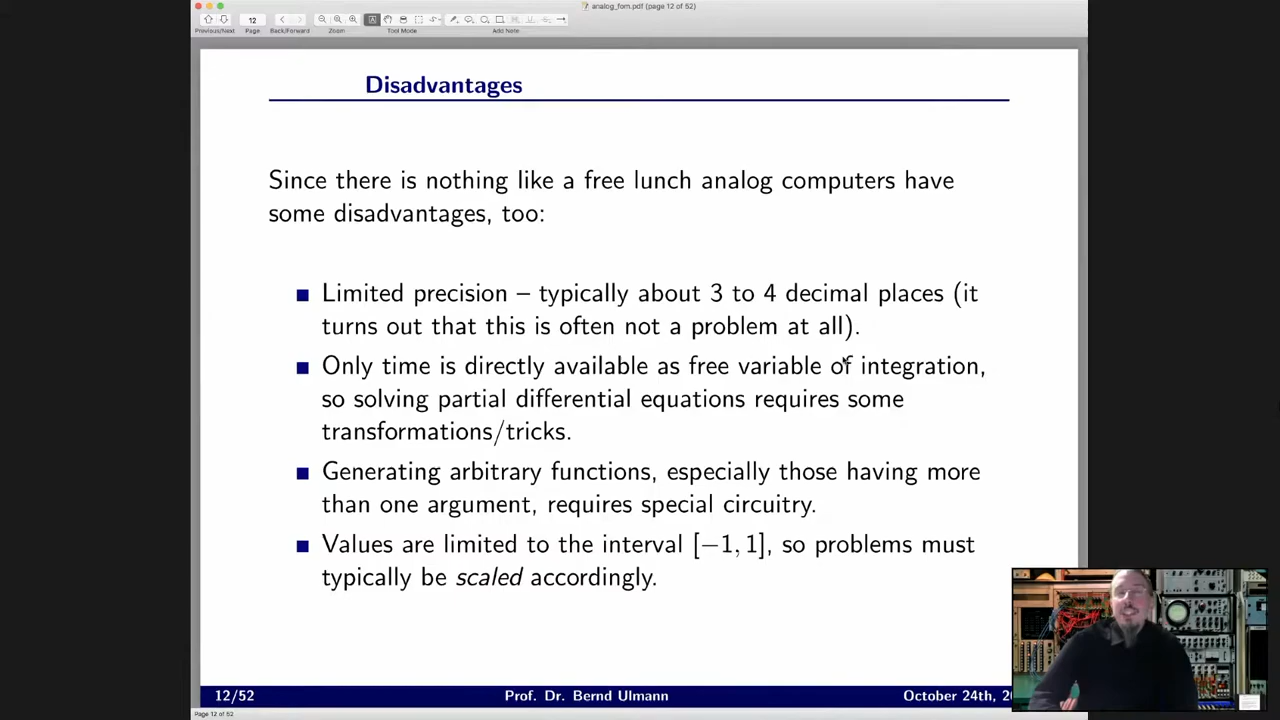 analog_fom.pdf (page 12 of 52)
12
Previous/Next Page Back/Forward Zoom Tool Mode Add Note
Disadvantages
Since there is nothing like a free lunch analog computers have
some disadvantages, too:
■ Limited precision – typically about 3 to 4 decimal places (it
turns out that this is often not a problem at all).
■ Only time is directly available as free variable of integration,
so solving partial differential equations requires some
transformations/tricks.
■ Generating arbitrary functions, especially those having more
than one argument, requires special circuitry.
■ Values are limited to the interval [−1, 1], so problems must
typically be scaled accordingly.
12/52 Prof. Dr. Bernd Ulmann October 24th, 2
Page 12 of 52